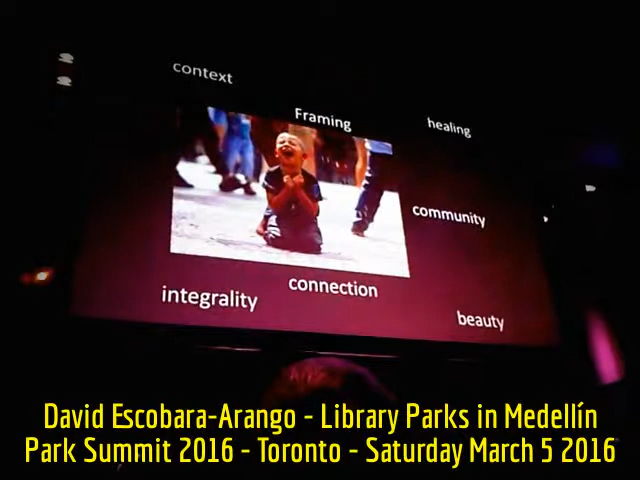 context
Framing
healing
community
connection
integrality
beauty
David Escobara-Arango - Library Parks in Medellín
Park Summit 2016 - Toronto - Saturday March 5 2016